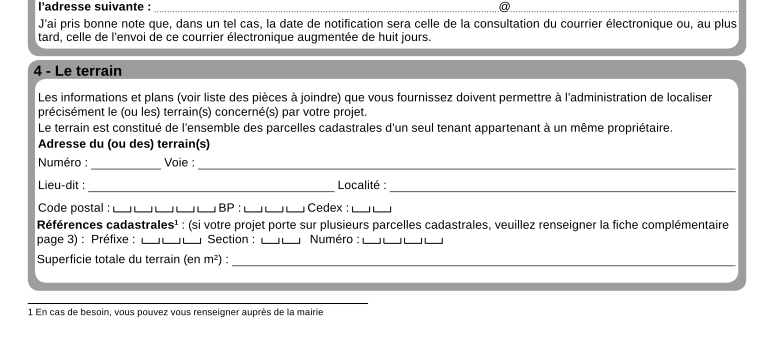 l’adresse suivante : @
J’ai pris bonne note que, dans un tel cas, la date de notification sera celle de la consultation du courrier électronique ou, au plus
tard, celle de l’envoi de ce courrier électronique augmentée de huit jours.
4 - Le terrain
Les informations et plans (voir liste des pièces à joindre) que vous fournissez doivent permettre à l’administration de localiser
précisément le (ou les) terrain(s) concerné(s) par votre projet.
Le terrain est constitué de l’ensemble des parcelles cadastrales d’un seul tenant appartenant à un même propriétaire.
Adresse du (ou des) terrain(s)
Numéro : Voie :
Lieu-dit : Localité :
Code postal : BP : Cedex :
Références cadastrales¹ : (si votre projet porte sur plusieurs parcelles cadastrales, veuillez renseigner la fiche complémentaire
page 3) : Préfixe : Section : Numéro :
Superficie totale du terrain (en m²) :
1 En cas de besoin, vous pouvez vous renseigner auprès de la mairie